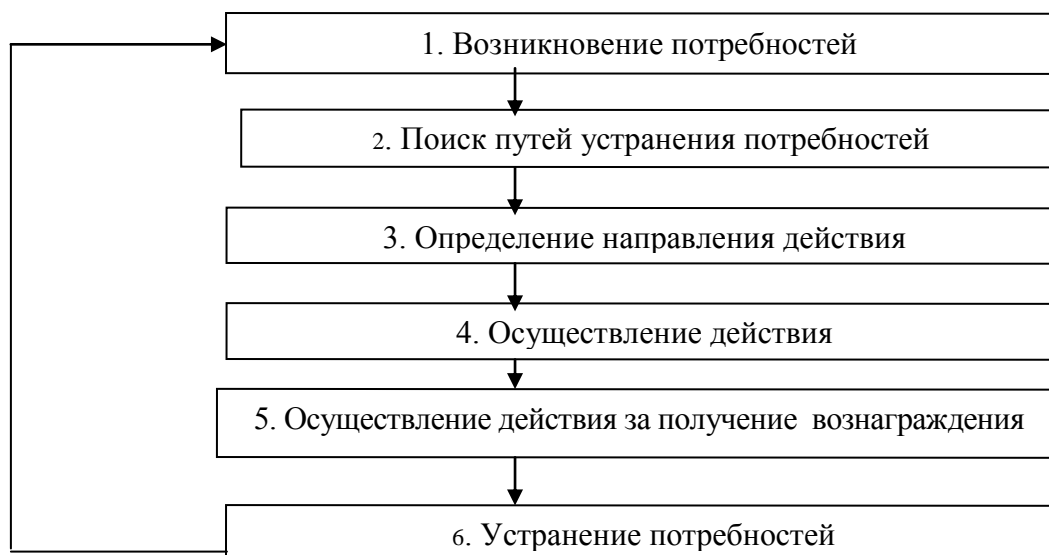 1. Возникновение потребностей
2. Поиск путей устранения потребностей
3. Определение направления действия
4. Осуществление действия
5. Осуществление действия за получение вознаграждения
6. Устранение потребностей